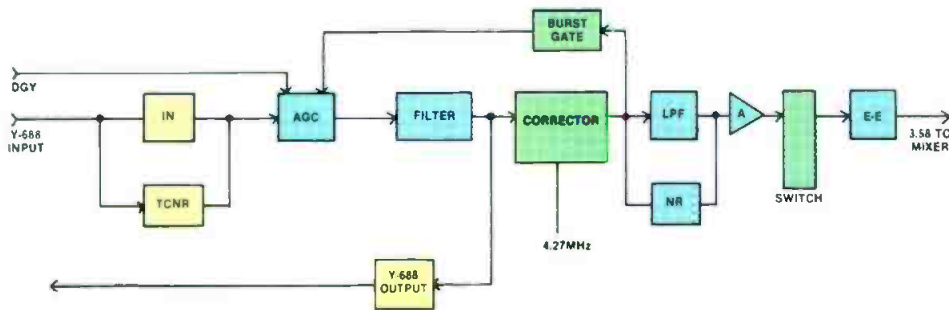 BURST
GATE
DGY
Y-688
INPUT
IN
TCNR
AGC
FILTER
CORRECTOR
LPF
NR
A
SWITCH
E-E
3.58 TO
MIXER
4.27MHz
Y-688
OUTPUT